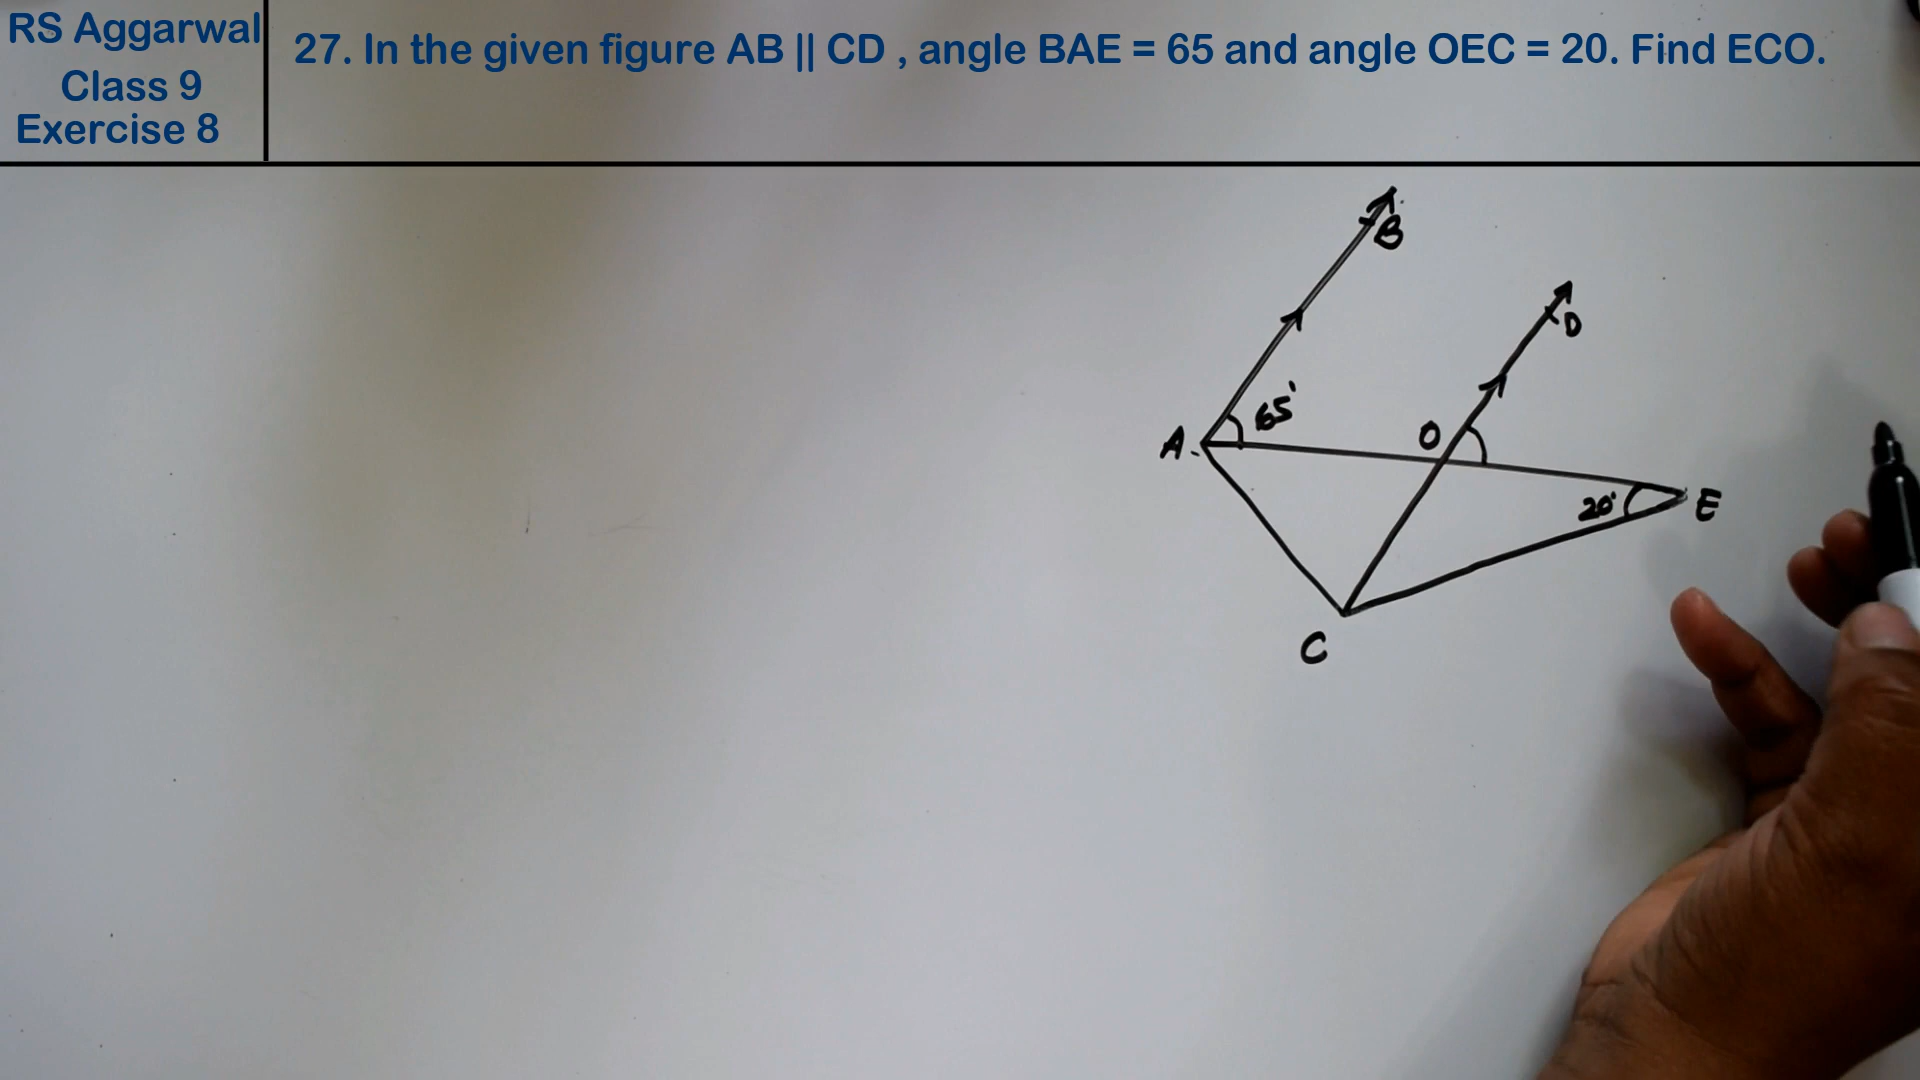 RS Aggarwal
Class 9
Exercise 8
27. In the given figure AB || CD , angle BAE = 65 and angle OEC = 20. Find ECO.
B
D
65°
A
O
20°
E
C